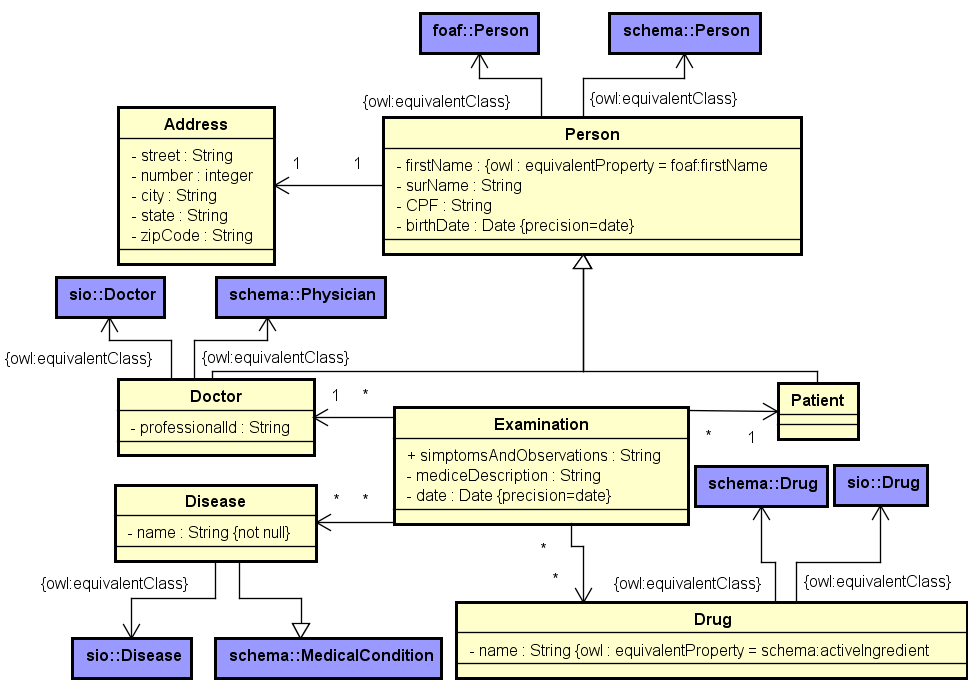 foaf::Person
schema::Person
{owl:equivalentClass}
{owl:equivalentClass}
Address
- street : String
- number : integer
- city : String
- state : String
- zipCode : String
1
1
Person
- firstName : {owl : equivalentProperty = foaf:firstName
- surName : String
- CPF : String
- birthDate : Date {precision=date}
sio::Doctor
schema::Physician
{owl:equivalentClass}
{owl:equivalentClass}
Doctor
- professionalId : String
1
*
Examination
+ simptomsAndObservations : String
- mediceDescription : String
- date : Date {precision=date}
Patient
*
1
schema::Drug
sio::Drug
Disease
- name : String {not null}
*
*
*
*
{owl:equivalentClass}
{owl:equivalentClass}
{owl:equivalentClass}
sio::Disease
schema::MedicalCondition
Drug
- name : String {owl : equivalentProperty = schema:activeIngredient